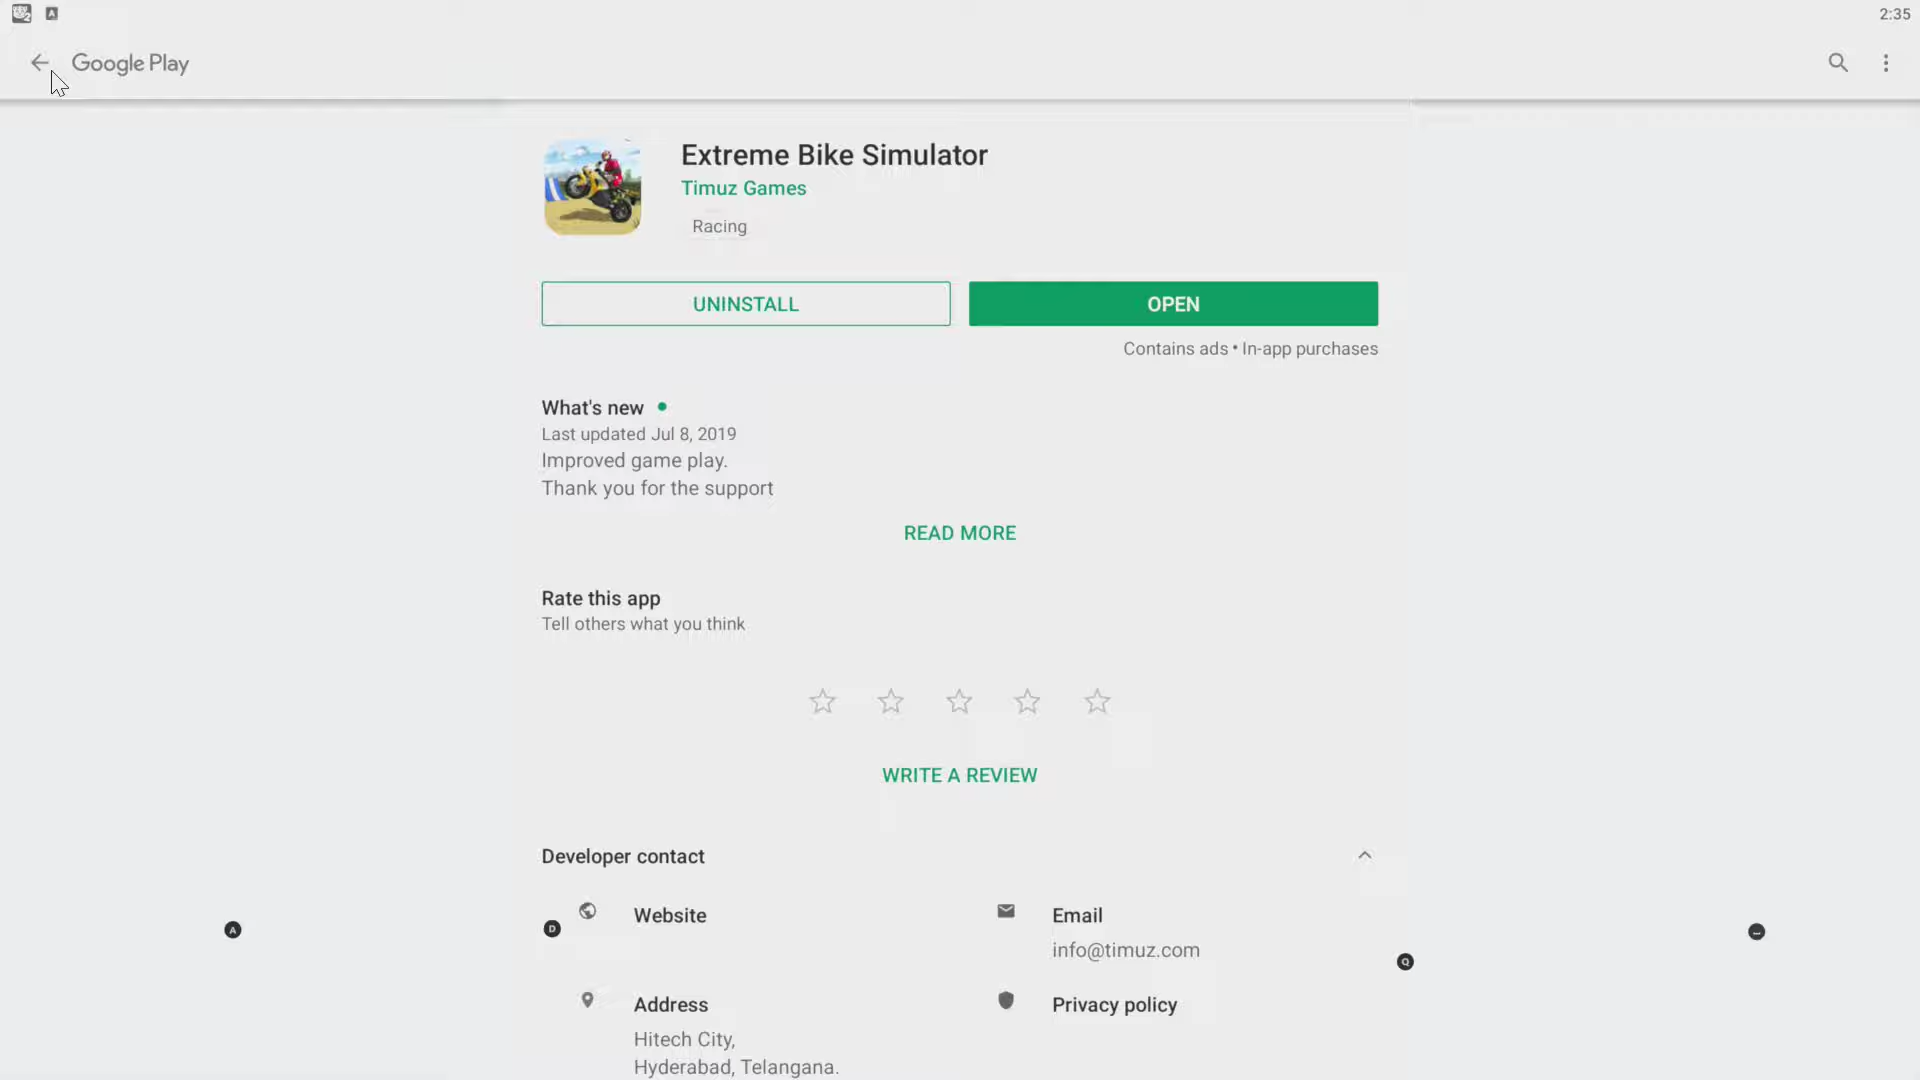 A
2:35
Google Play
Extreme Bike Simulator
Timuz Games
Racing
UNINSTALL
OPEN
Contains ads • In-app purchases
What's new
Last updated Jul 8, 2019
Improved game play.
Thank you for the support
READ MORE
Rate this app
Tell others what you think
WRITE A REVIEW
Developer contact
Website
Email
A
D
info@timuz.com
Q
Address
Privacy policy
Hitech City,
Hyderabad, Telangana.